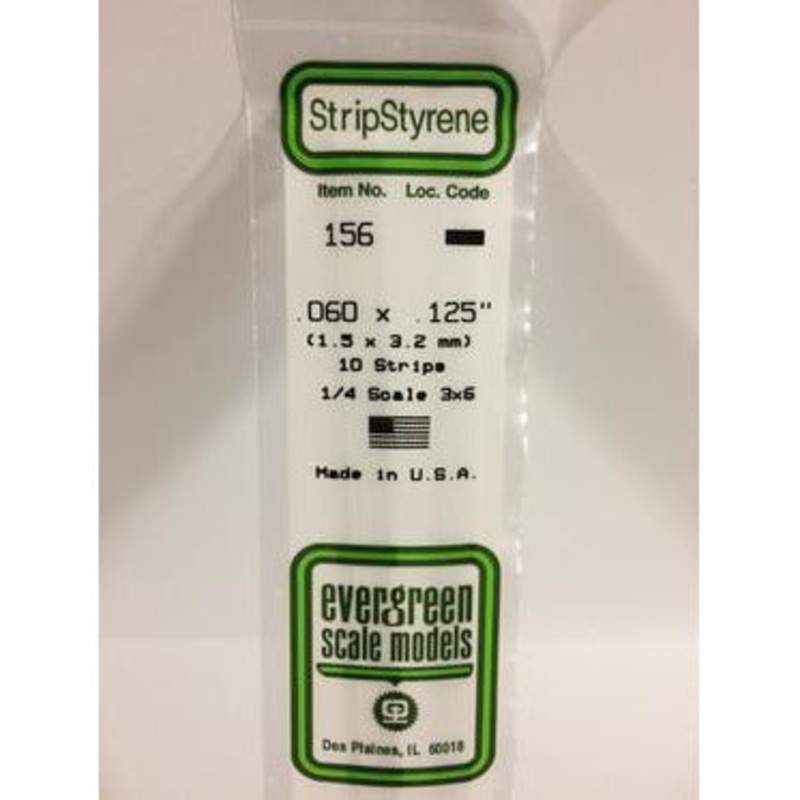 StripStyrene
Item No. Loc. Code
156
.060 x .125"
(1.5 x 3.2 mm)
10 Strips
1/4 Scale 3x6
Made in U.S.A.
evergreen
scale models
Des Plaines, IL 60018